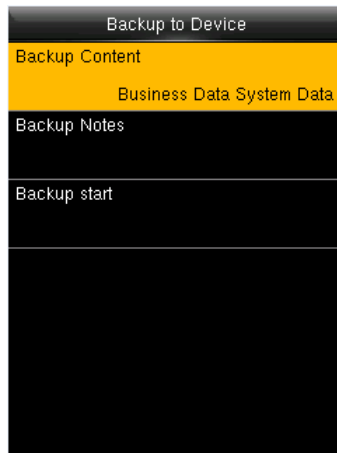 Backup to Device
Backup Content
Business Data System Data
Backup Notes
Backup start